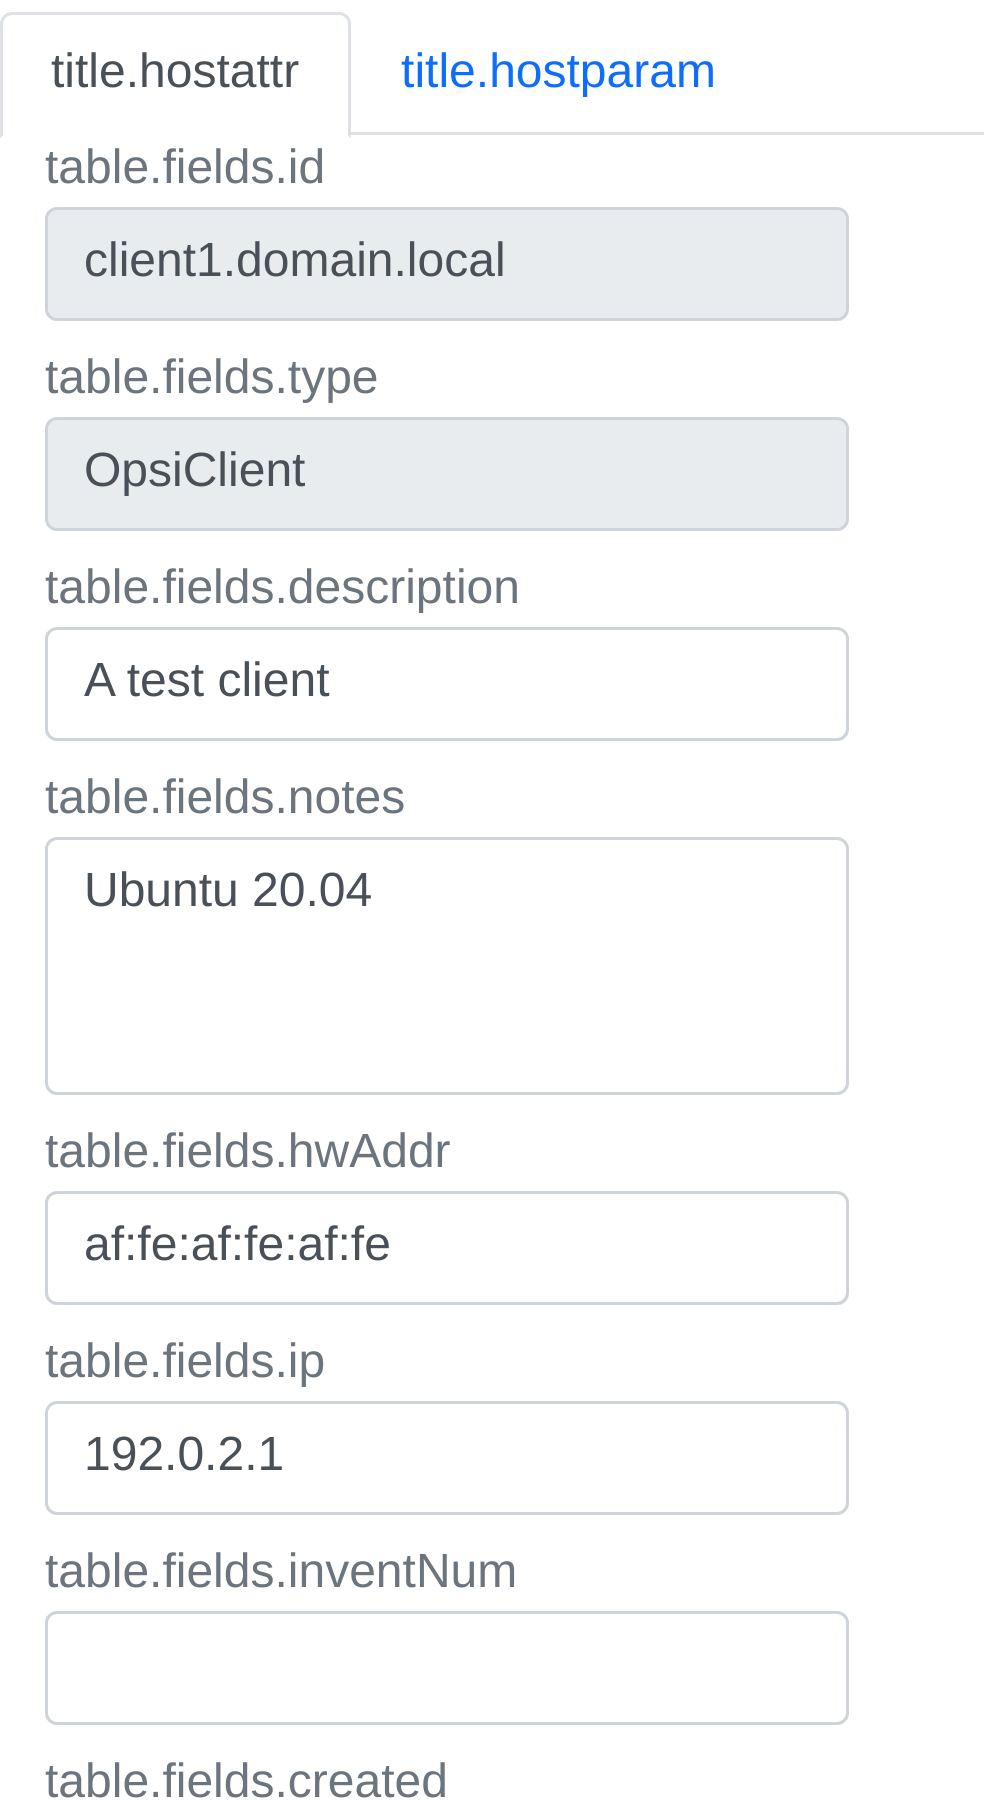 title.hostattr title.hostparam
table.fields.id
client1.domain.local
table.fields.type
OpsiClient
table.fields.description
A test client
table.fields.notes
Ubuntu 20.04
table.fields.hwAddr
af:fe:af:fe:af:fe
table.fields.ip
192.0.2.1
table.fields.inventNum
table.fields.created